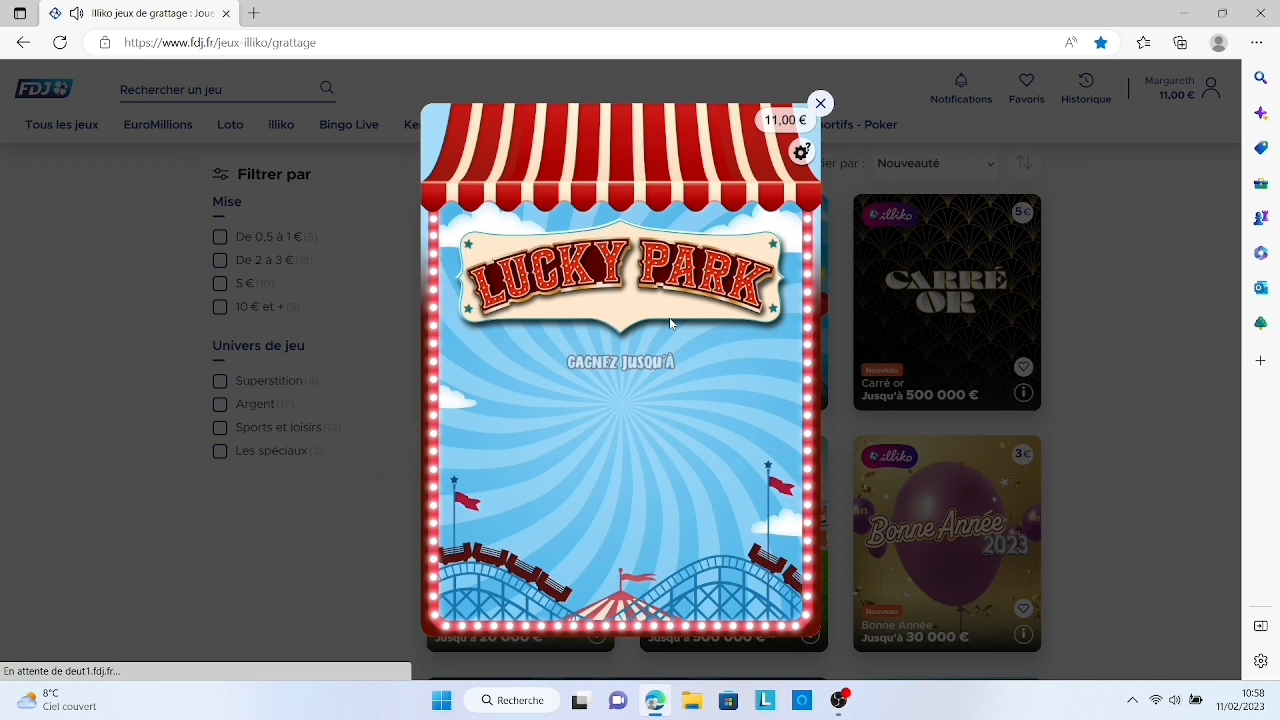 illiko jeux de grattage : Joue
https://www.fdj.fr/jeux-illiko/grattage
FDJ
Rechercher un jeu
Notifications
Favoris
Historique
Margareth
11,00 €
Tous les jeux
EuroMillions
Loto
illiko
Bingo Live
Ke
ortifs - Poker
11,00 €
Filtrer par
ier par :
Nouveauté
Mise
De 0,5 à 1 € (5)
De 2 à 3 € (18)
5 € (10)
10 € et + (3)
Univers de jeu
Superstition (4)
Argent (17)
Sports et loisirs (12)
Les spéciaux (3)
LUCKY PARK
GAGNEZ JUSQU'À
illiko
5 €
CARRÉ
OR
Nouveau
Carré or
Jusqu'à 500 000 €
illiko
3 €
Bonne Année
2023
Nouveau
Bonne Année
Jusqu'à 30 000 €
Jusqu'à 20 000 €
Jusqu'à 500 000 €
En attente de deut1.fdj.fr...
8°C
Ciel couvert
Recherche
10:58
11/02/2023